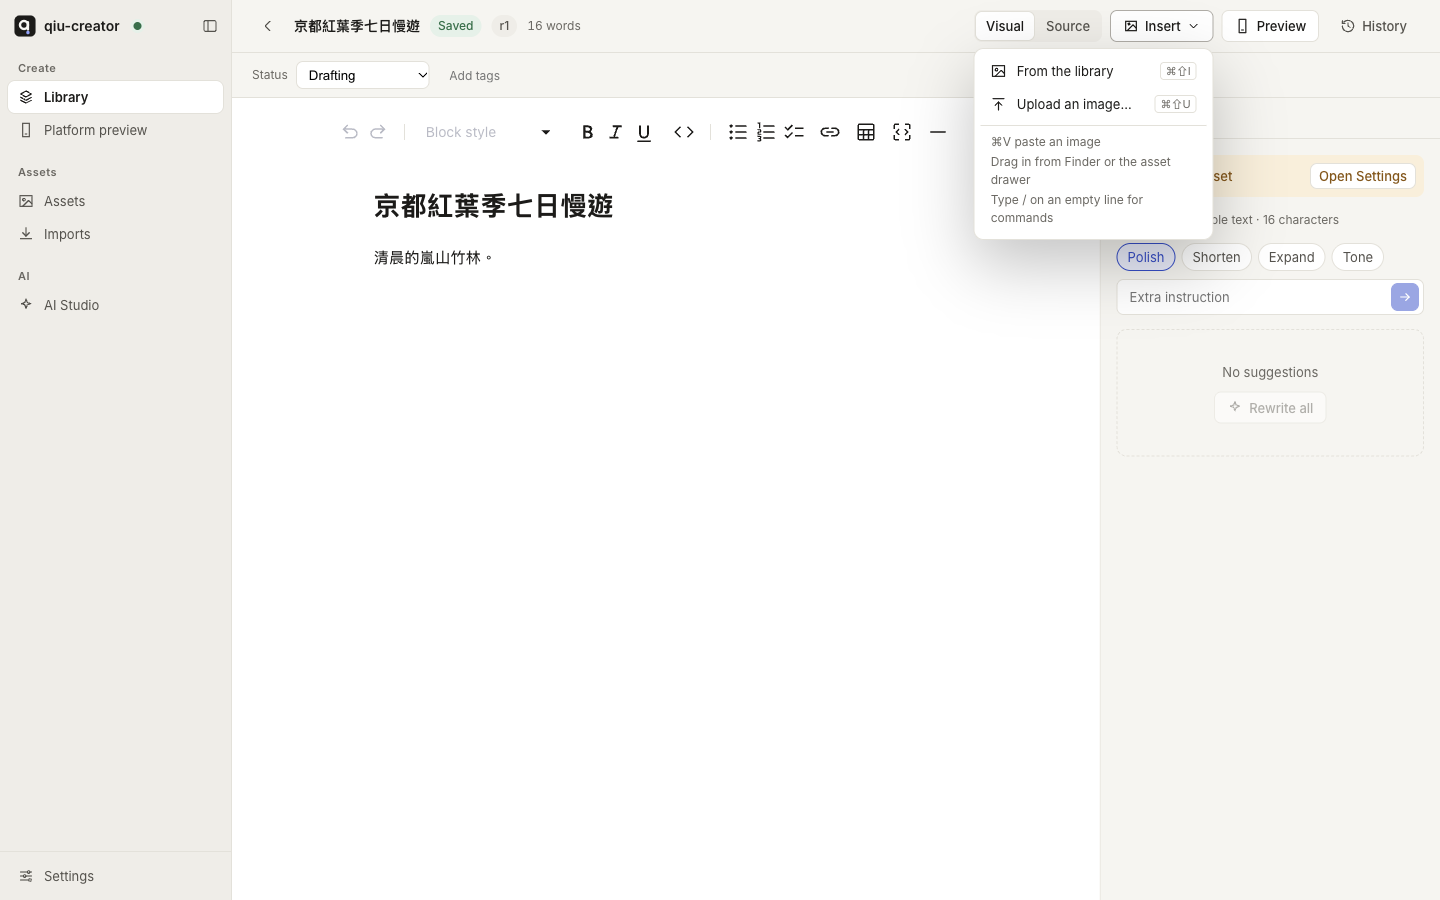 qiu-creator
京都紅葉季七日慢遊 Saved r1 16 words
Visual Source Insert Preview History
Create
Library
Platform preview
Assets
Assets
Imports
AI
AI Studio
Settings
Status Drafting Add tags
From the library ⌘⇧I
Upload an image... ⌘⇧U
⌘V paste an image
Drag in from Finder or the asset
drawer
Type / on an empty line for
commands
Block style
B I U
京都紅葉季七日慢遊
清晨的嵐山竹林。
set Open Settings
text · 16 characters
Polish Shorten Expand Tone
Extra instruction
No suggestions
Rewrite all